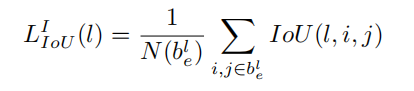 L^I_{IoU}(l) = \frac{1}{N(b^l_e)} \sum_{i,j \in b^l_e} IoU(l, i, j)